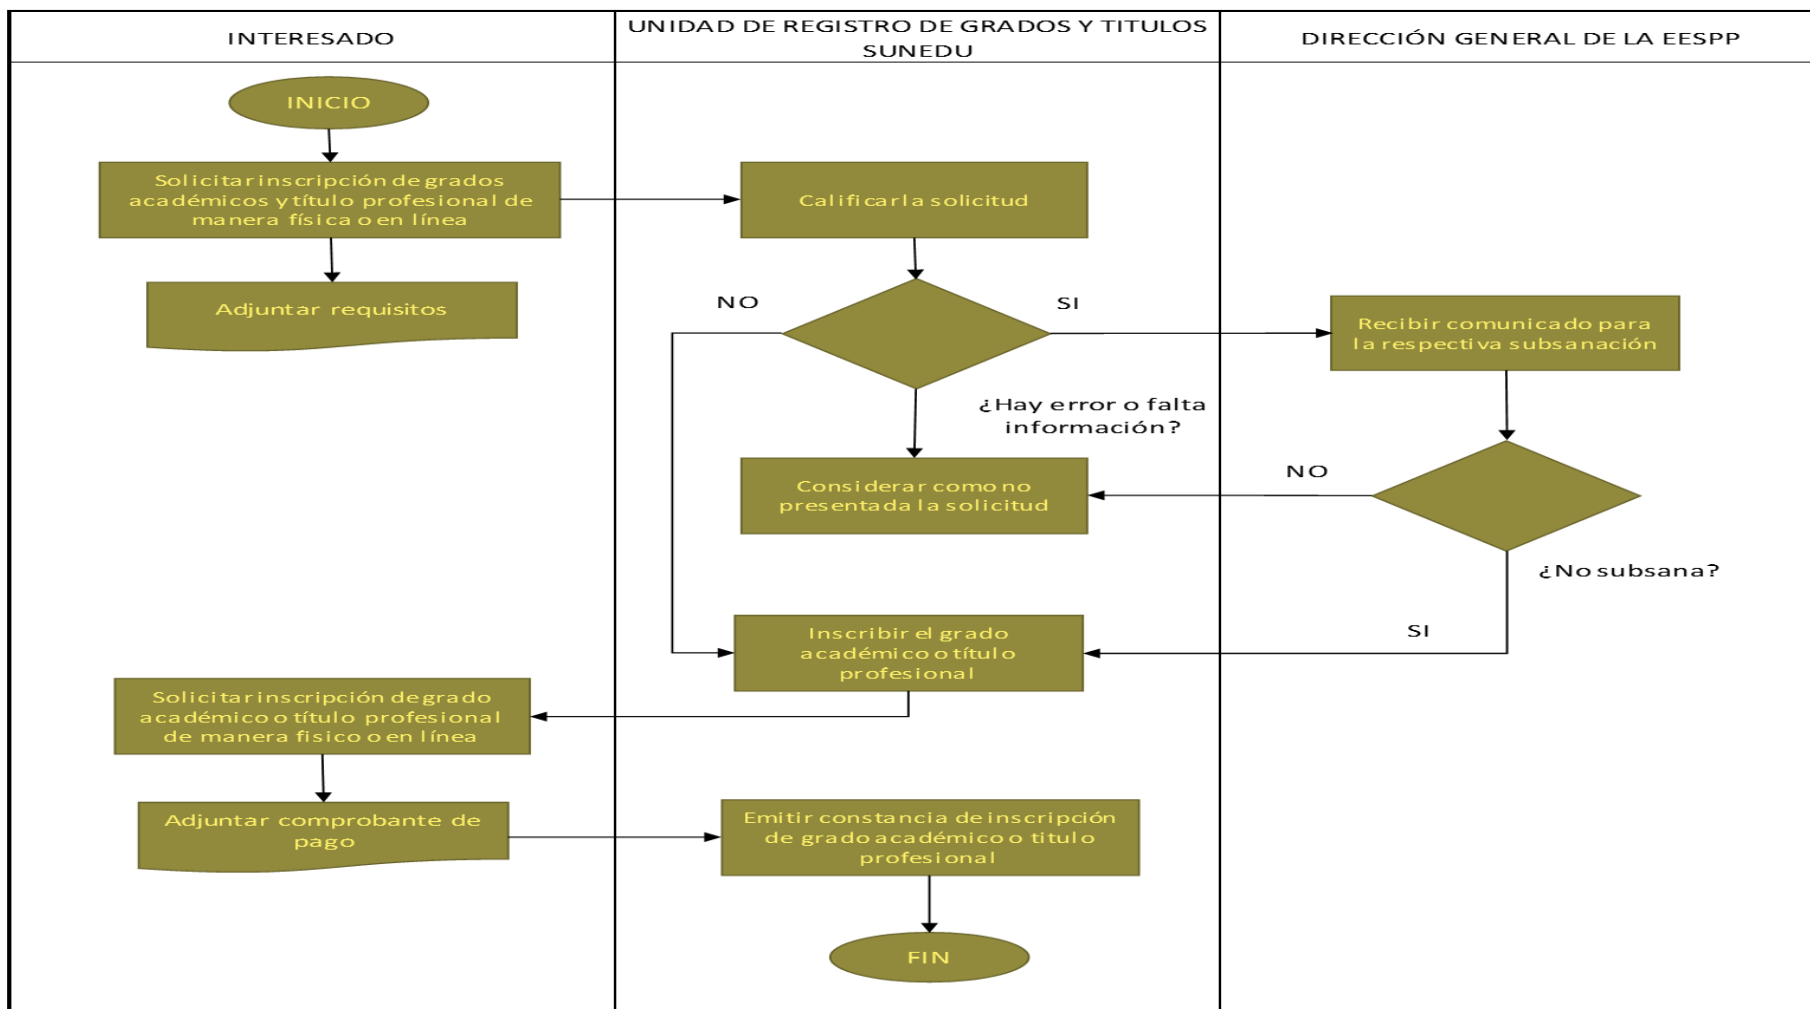 INTERESADO
UNIDAD DE REGISTRO DE GRADOS Y TITULOS
SUNEDU
DIRECCIÓN GENERAL DE LA EESPP
INICIO
Solicitar inscripción de grados
académicos y título profesional de
manera física o en línea
Calificar la solicitud
Adjuntar requisitos
NO
SI
Recibir comunicado para
la respectiva subsanación
¿Hay error o falta
información?
Considerar como no
presentada la solicitud
NO
¿No subsana?
SI
Inscribir el grado
académico o título
profesional
Solicitar inscripción de grado
académico o título profesional
de manera fisico o en línea
Adjuntar comprobante de
pago
Emitir constancia de inscripción
de grado académico o titulo
profesional
FIN